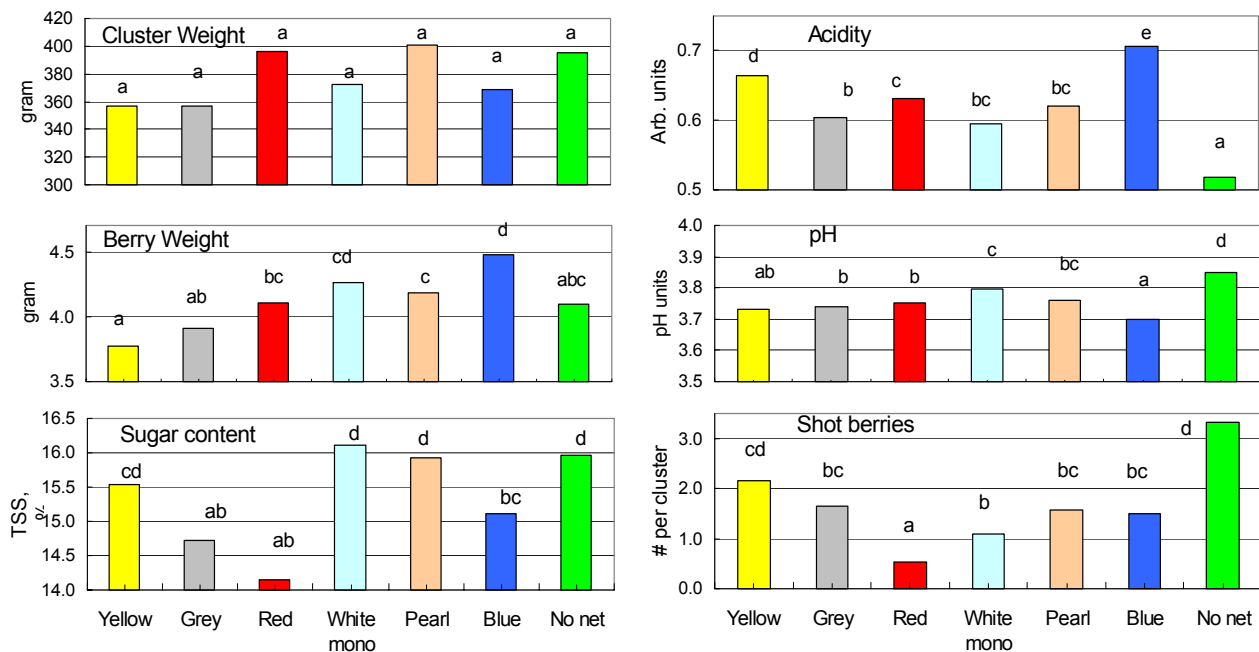 Cluster Weight
gram
420
400
380
360
340
320
300
a a a a a a a
Berry Weight
gram
4.5
4.0
3.5
a ab bc cd c d abc
Sugar content
TSS,
%
16.5
16.0
15.5
15.0
14.5
14.0
cd ab ab d d bc d
Yellow Grey Red White Pearl Blue No net
mono
Acidity
Arb. units
0.7
0.6
0.5
d b c bc bc e a
pH
pH units
4.0
3.9
3.8
3.7
3.6
3.5
ab b b c bc a d
Shot berries
# per cluster
3.0
2.0
1.0
0.0
cd bc a b bc bc d
Yellow Grey Red White Pearl Blue No net
mono